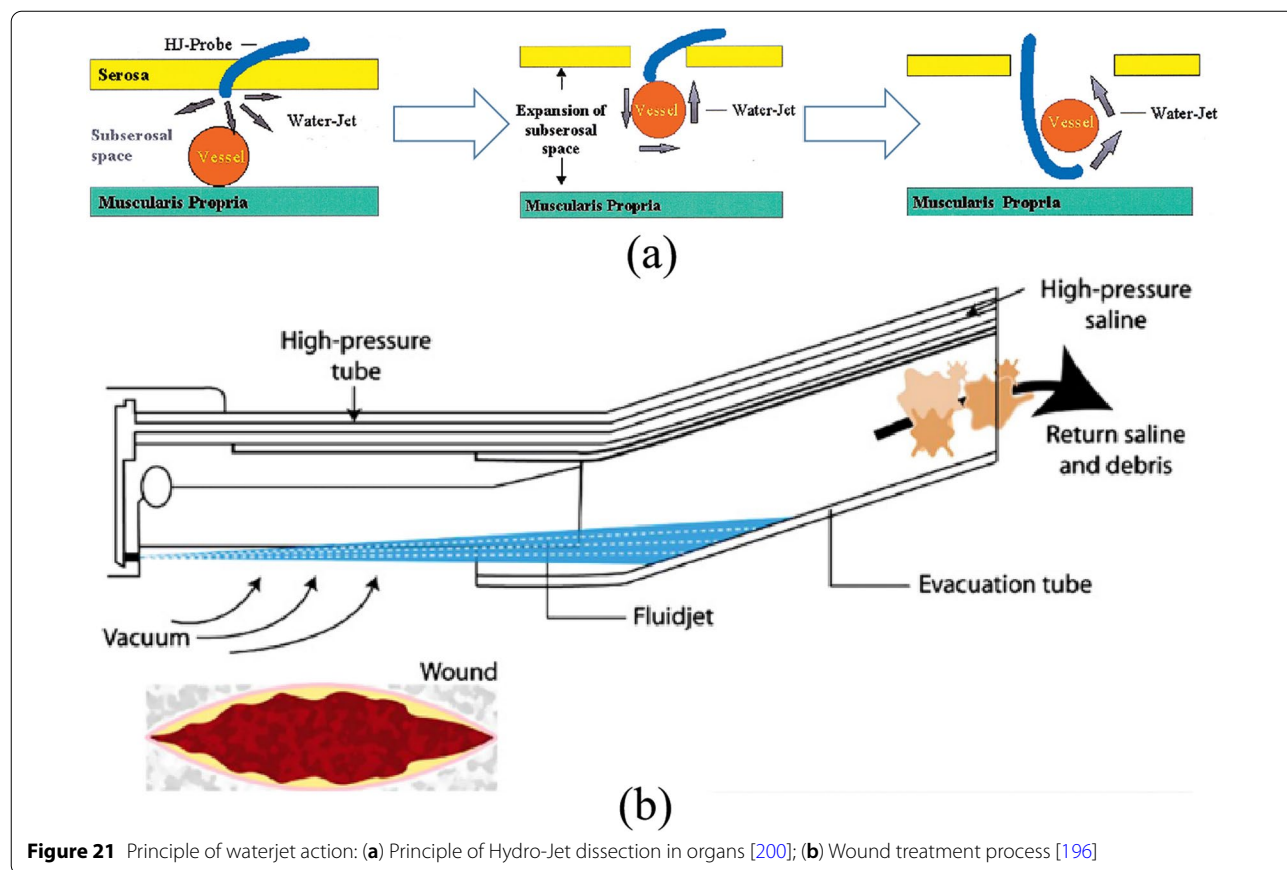 HJ-Probe
Serosa
Water-Jet
Subserosal
space
Vessel
Muscularis Propria
Expansion of
subserosal
space
Vessel
Water-Jet
Muscularis Propria
Vessel
Water-Jet
Muscularis Propria
(a)
High-pressure
tube
High-pressure
saline
Return saline
and debris
Evacuation tube
Fluidjet
Vacuum
Wound
(b)
Figure 21 Principle of waterjet action: (a) Principle of Hydro-Jet dissection in organs [200]; (b) Wound treatment process [196]